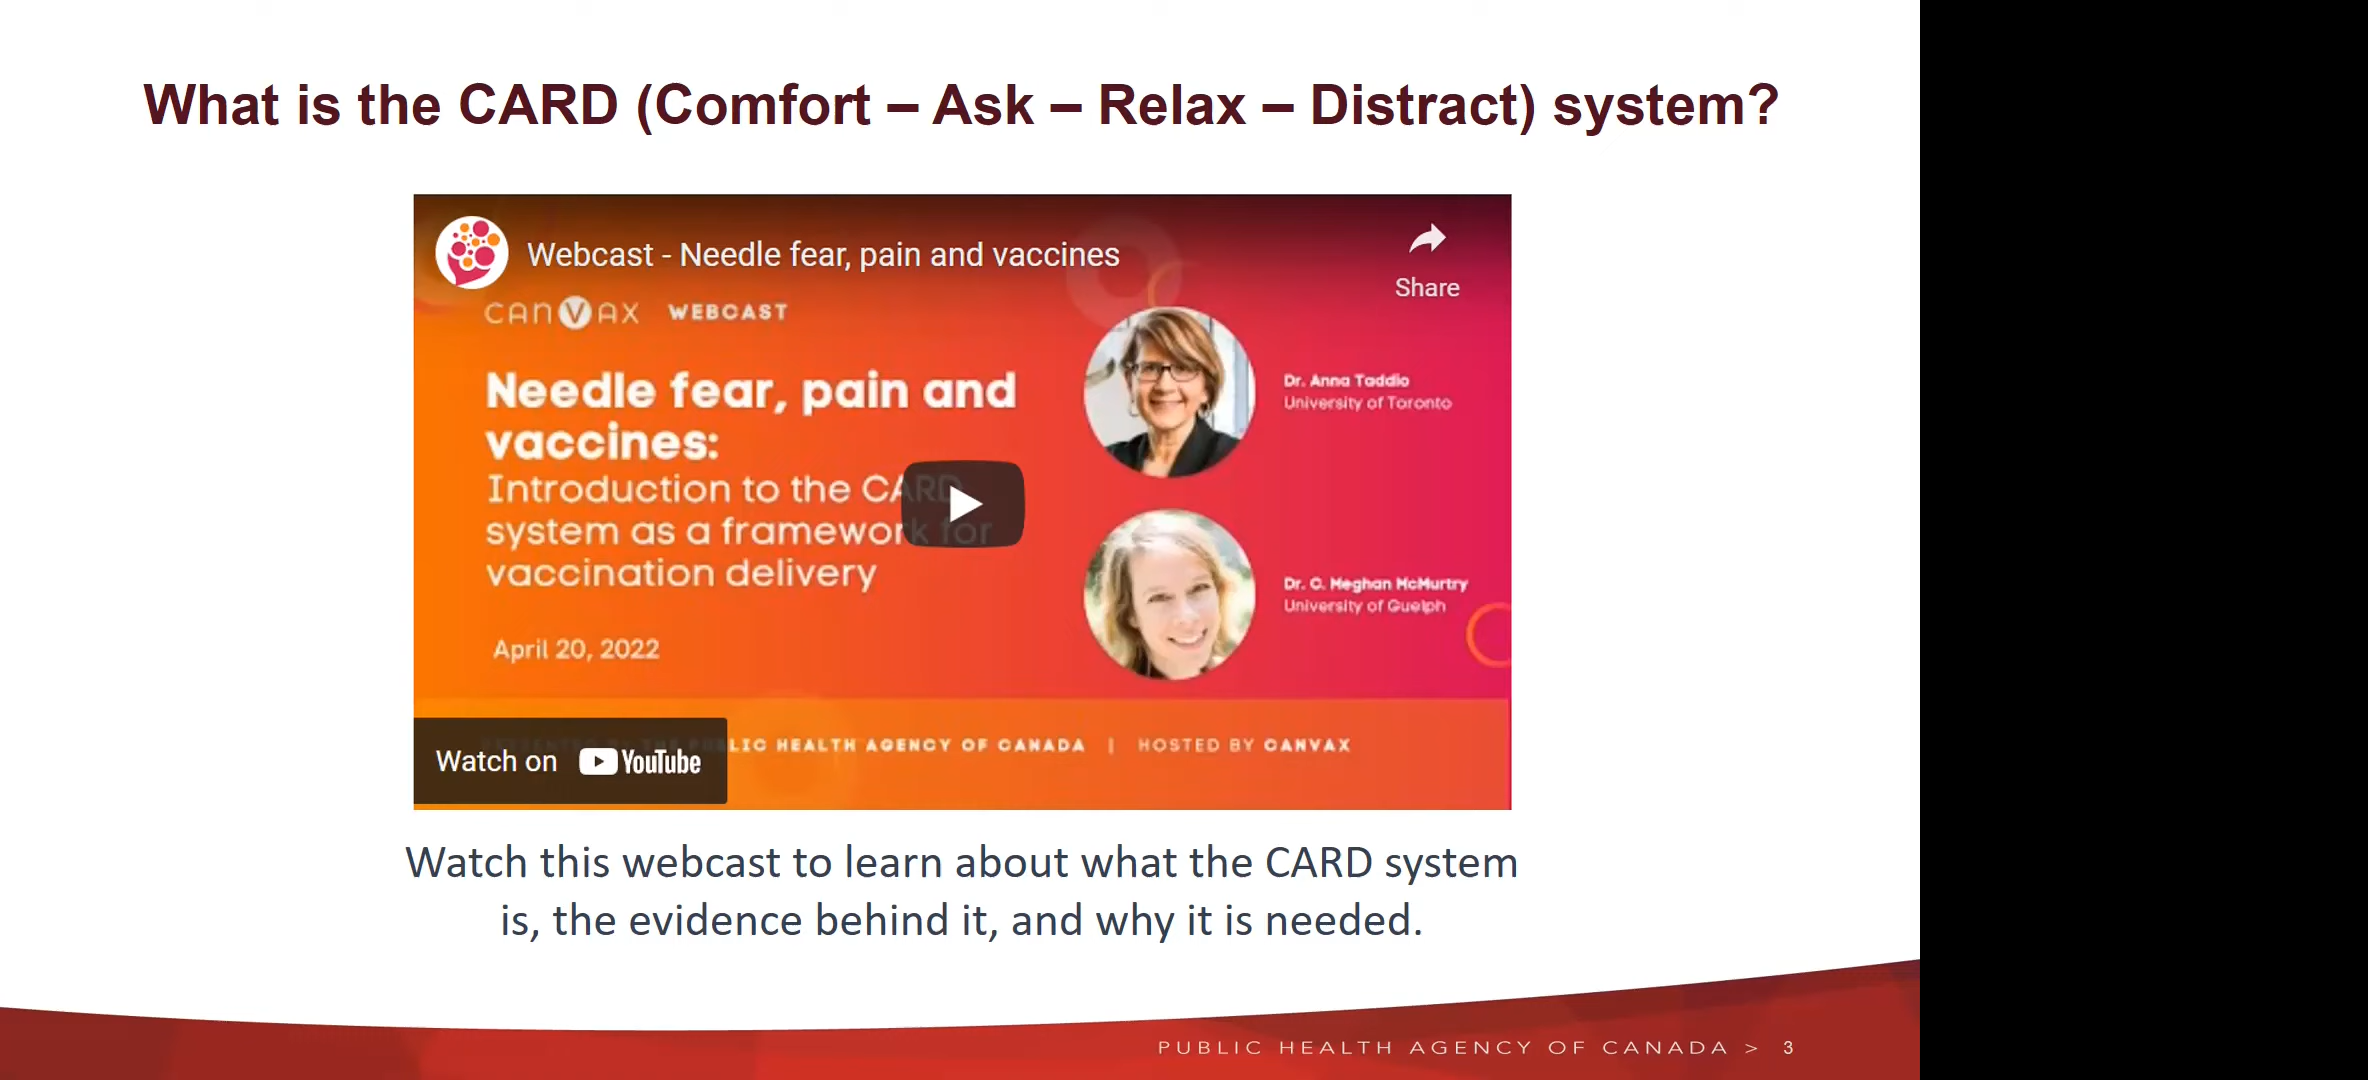 What is the CARD (Comfort – Ask – Relax – Distract) system?
Webcast - Needle fear, pain and vaccines
Share
CANVAX WEBCAST
Needle fear, pain and
vaccines:
Introduction to the CARD
system as a framework for
vaccination delivery
April 20, 2022
Dr. Anna Taddio
University of Toronto
Dr. C. Meghan McMurtry
University of Guelph
LIC HEALTH AGENCY OF CANADA | HOSTED BY CANVAX
Watch on YouTube
Watch this webcast to learn about what the CARD system
is, the evidence behind it, and why it is needed.
PUBLIC HEALTH AGENCY OF CANADA > 3